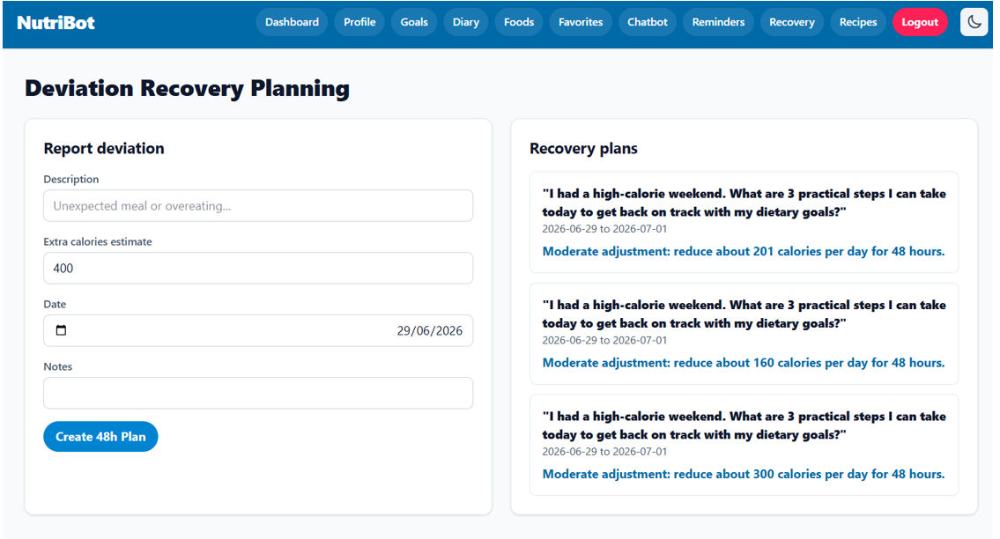 NutriBot
Dashboard
Profile
Goals
Diary
Foods
Favorites
Chatbot
Reminders
Recovery
Recipes
Logout
Deviation Recovery Planning
Report deviation
Description
Unexpected meal or overeating...
Extra calories estimate
400
Date
29/06/2026
Notes
Create 48h Plan
Recovery plans
"I had a high-calorie weekend. What are 3 practical steps I can take
today to get back on track with my dietary goals?"
2026-06-29 to 2026-07-01
Moderate adjustment: reduce about 201 calories per day for 48 hours.
"I had a high-calorie weekend. What are 3 practical steps I can take
today to get back on track with my dietary goals?"
2026-06-29 to 2026-07-01
Moderate adjustment: reduce about 160 calories per day for 48 hours.
"I had a high-calorie weekend. What are 3 practical steps I can take
today to get back on track with my dietary goals?"
2026-06-29 to 2026-07-01
Moderate adjustment: reduce about 300 calories per day for 48 hours.